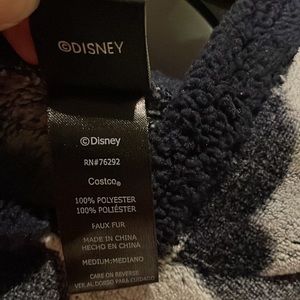 ©DISNEY
©Disney
RN#76292
Costco®
100% POLYESTER
100% POLIÉSTER
FAUX FUR
MADE IN CHINA
HECHO EN CHINA
MEDIUM:MEDIANO
CARE ON REVERSE
VER AL DORSO PARA CUIDADO